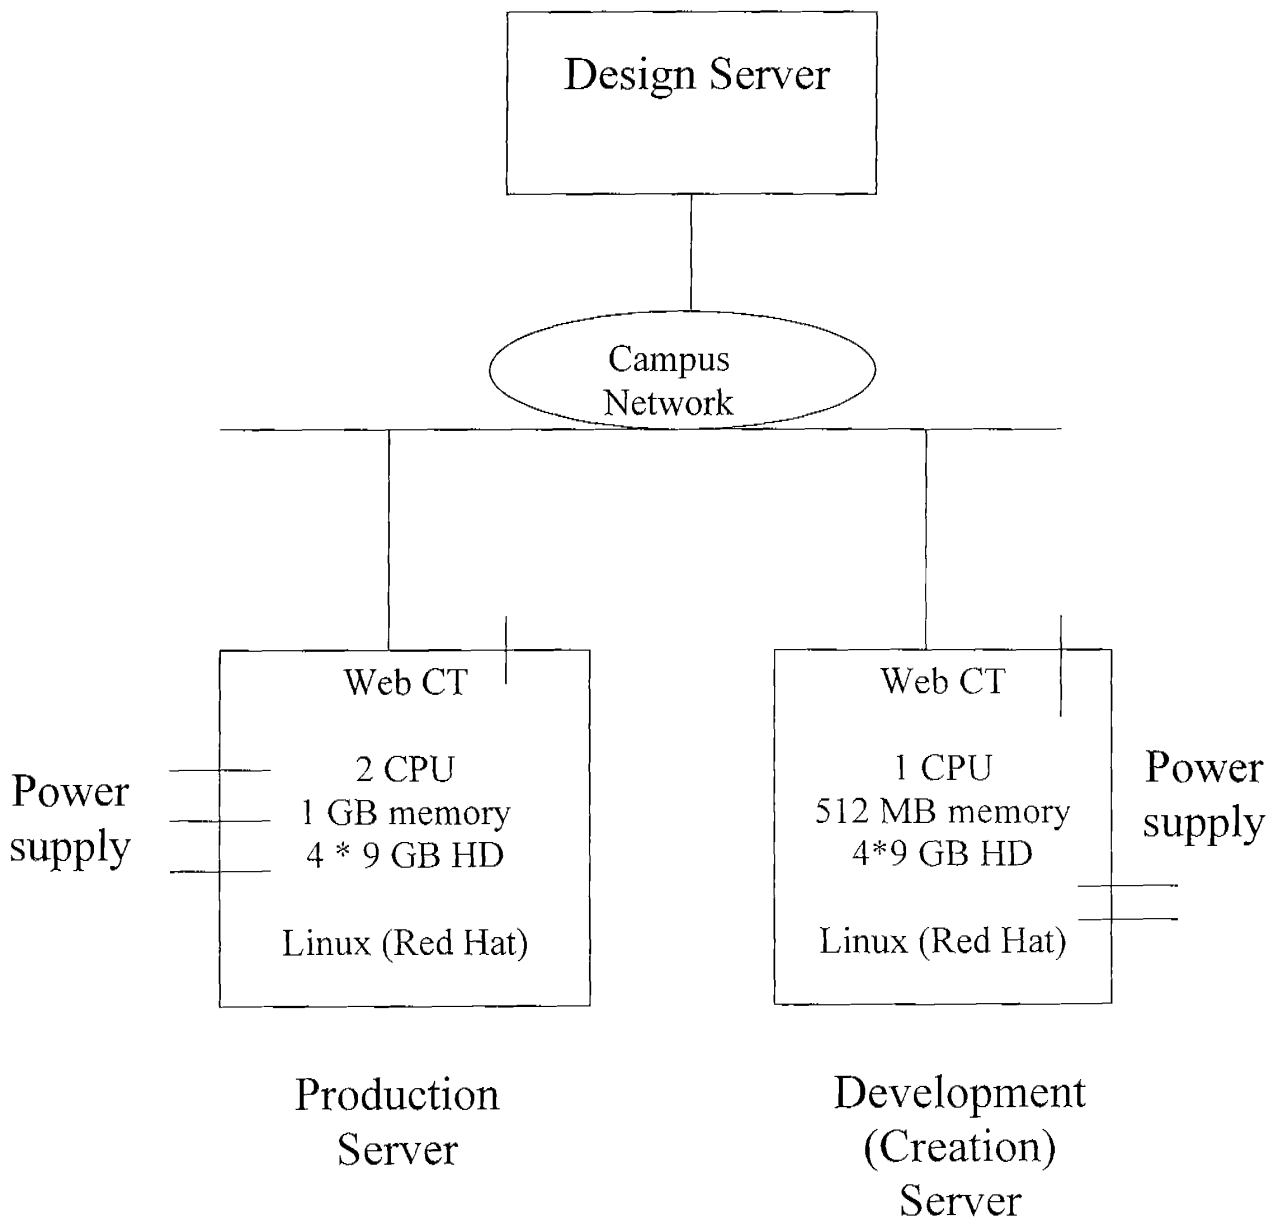 Design Server
Campus
Network
Web CT
2 CPU
1 GB memory
4 * 9 GB HD
Linux (Red Hat)
Power
supply
Production
Server
Web CT
1 CPU
512 MB memory
4*9 GB HD
Linux (Red Hat)
Power
supply
Development
(Creation)
Server